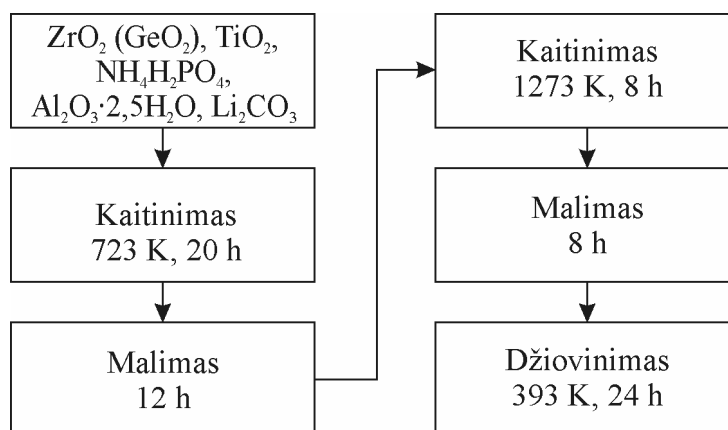 ZrO₂ (GeO₂), TiO₂,
NH₄H₂PO₄,
Al₂O₃·2,5H₂O, Li₂CO₃
Kaitinimas
723 K, 20 h
Malimas
12 h
Kaitinimas
1273 K, 8 h
Malimas
8 h
Džiovinimas
393 K, 24 h